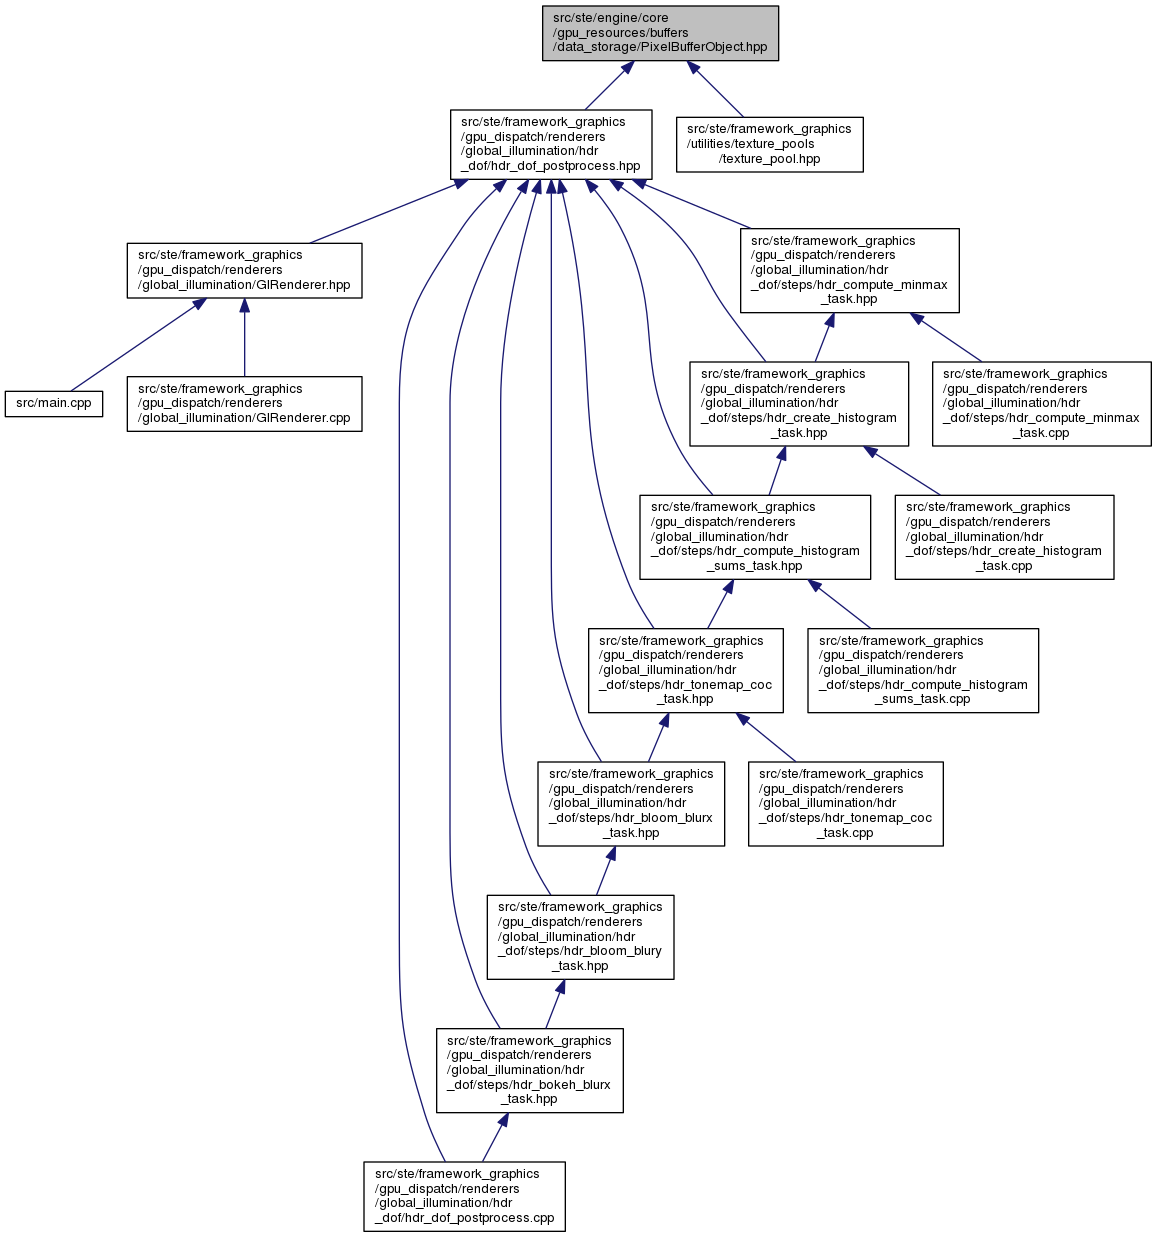 src/ste/engine/core
/gpu_resources/buffers
/data_storage/PixelBufferObject.hpp
src/ste/framework_graphics
/gpu_dispatch/renderers
/global_illumination/hdr
_dof/hdr_dof_postprocess.hpp
src/ste/framework_graphics
/utilities/texture_pools
/texture_pool.hpp
src/ste/framework_graphics
/gpu_dispatch/renderers
/global_illumination/GIRenderer.hpp
src/ste/framework_graphics
/gpu_dispatch/renderers
/global_illumination/hdr
_dof/steps/hdr_compute_minmax
_task.hpp
src/main.cpp
src/ste/framework_graphics
/gpu_dispatch/renderers
/global_illumination/GIRenderer.cpp
src/ste/framework_graphics
/gpu_dispatch/renderers
/global_illumination/hdr
_dof/steps/hdr_create_histogram
_task.hpp
src/ste/framework_graphics
/gpu_dispatch/renderers
/global_illumination/hdr
_dof/steps/hdr_compute_minmax
_task.cpp
src/ste/framework_graphics
/gpu_dispatch/renderers
/global_illumination/hdr
_dof/steps/hdr_compute_histogram
_sums_task.hpp
src/ste/framework_graphics
/gpu_dispatch/renderers
/global_illumination/hdr
_dof/steps/hdr_create_histogram
_task.cpp
src/ste/framework_graphics
/gpu_dispatch/renderers
/global_illumination/hdr
_dof/steps/hdr_tonemap_coc
_task.hpp
src/ste/framework_graphics
/gpu_dispatch/renderers
/global_illumination/hdr
_dof/steps/hdr_compute_histogram
_sums_task.cpp
src/ste/framework_graphics
/gpu_dispatch/renderers
/global_illumination/hdr
_dof/steps/hdr_bloom_blurx
_task.hpp
src/ste/framework_graphics
/gpu_dispatch/renderers
/global_illumination/hdr
_dof/steps/hdr_tonemap_coc
_task.cpp
src/ste/framework_graphics
/gpu_dispatch/renderers
/global_illumination/hdr
_dof/steps/hdr_bloom_blury
_task.hpp
src/ste/framework_graphics
/gpu_dispatch/renderers
/global_illumination/hdr
_dof/steps/hdr_bokeh_blurx
_task.hpp
src/ste/framework_graphics
/gpu_dispatch/renderers
/global_illumination/hdr
_dof/hdr_dof_postprocess.cpp